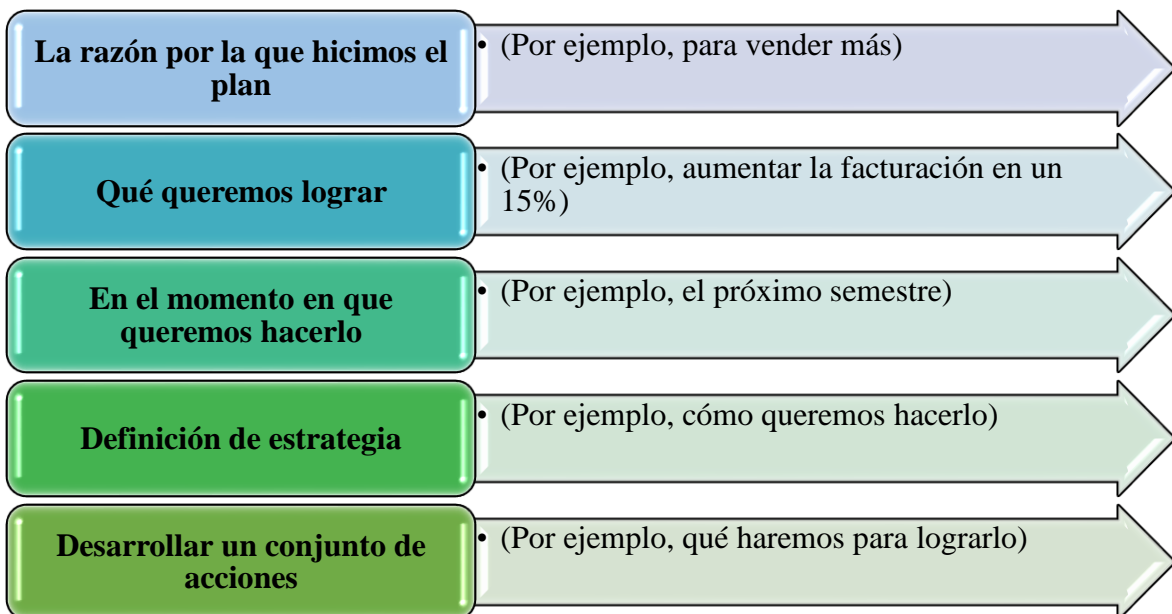 La razón por la que hicimos el
plan
• (Por ejemplo, para vender más)
Qué queremos lograr
• (Por ejemplo, aumentar la facturación en un
15%)
En el momento en que
queremos hacerlo
• (Por ejemplo, el próximo semestre)
Definición de estrategia
• (Por ejemplo, cómo queremos hacerlo)
Desarrollar un conjunto de
acciones
• (Por ejemplo, qué haremos para lograrlo)